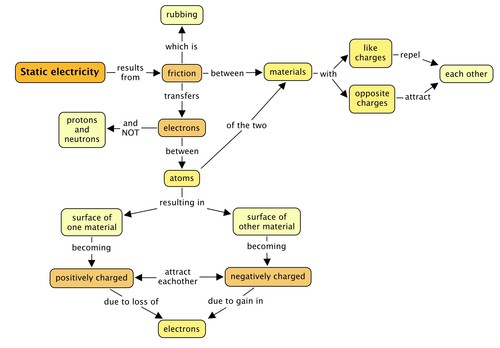 rubbing
which is
Static electricity
results
from
friction
between
materials
with
like
charges
repel
each other
opposite
charges
attract
transfers
protons
and
neutrons
and
NOT
electrons
of the two
between
atoms
resulting in
surface of
one material
surface of
other material
becoming
becoming
positively charged
attract
eachother
negatively charged
due to loss of
due to gain in
electrons